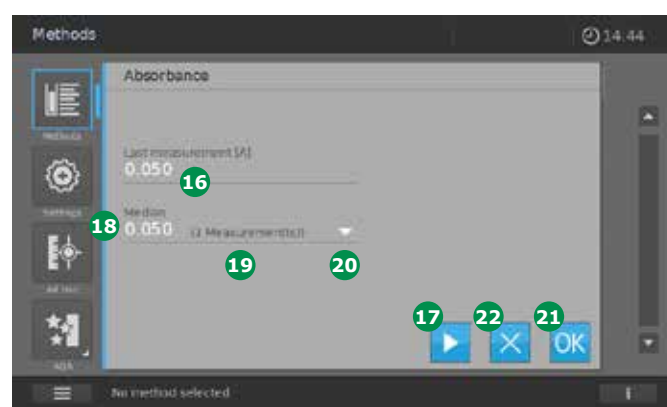 Methods
14:44
Absorbance
Methods
Last measurement [A]
0.050
16
Settings
Median
18
0.050
(1 Measurement(s))
19
20
17
22
21
OK
AQA
No method selected
i